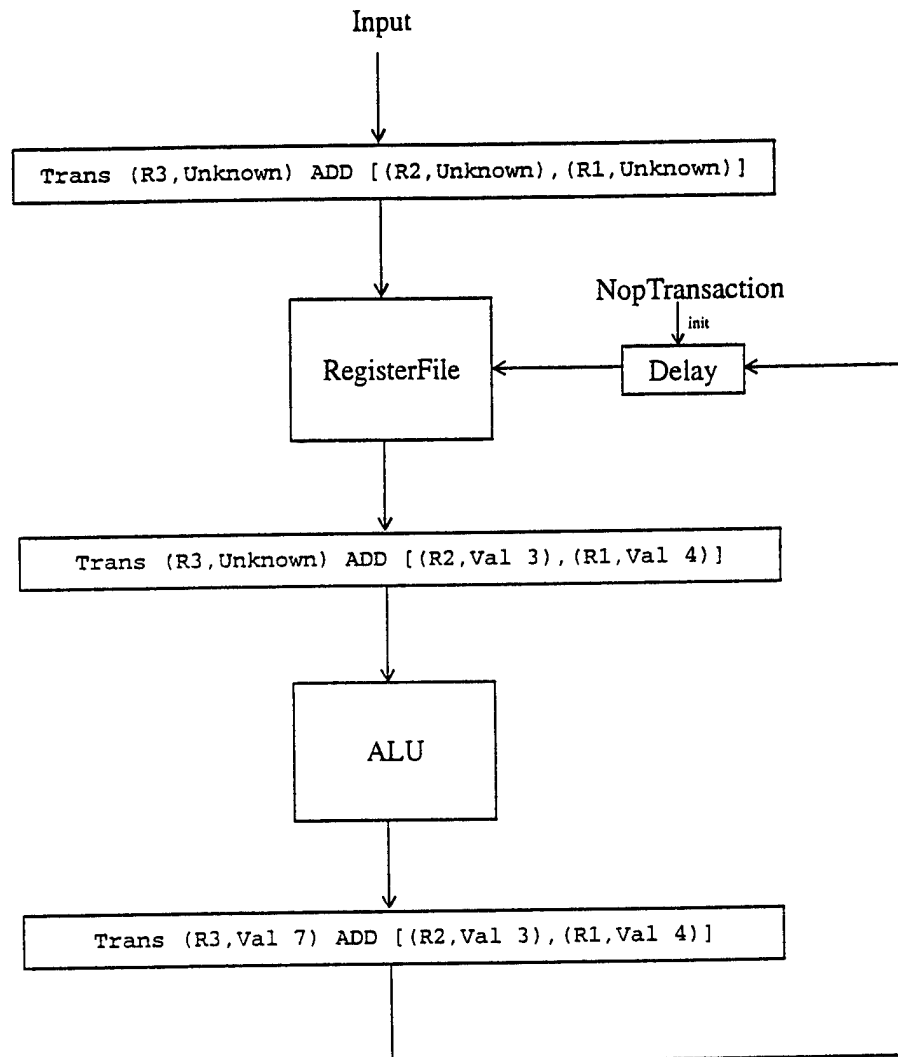 Input
Trans (R3,Unknown) ADD [(R2,Unknown),(R1,Unknown)]
NopTransaction
init
RegisterFile
Delay
Trans (R3,Unknown) ADD [(R2,Val 3),(R1,Val 4)]
ALU
Trans (R3,Val 7) ADD [(R2,Val 3),(R1,Val 4)]